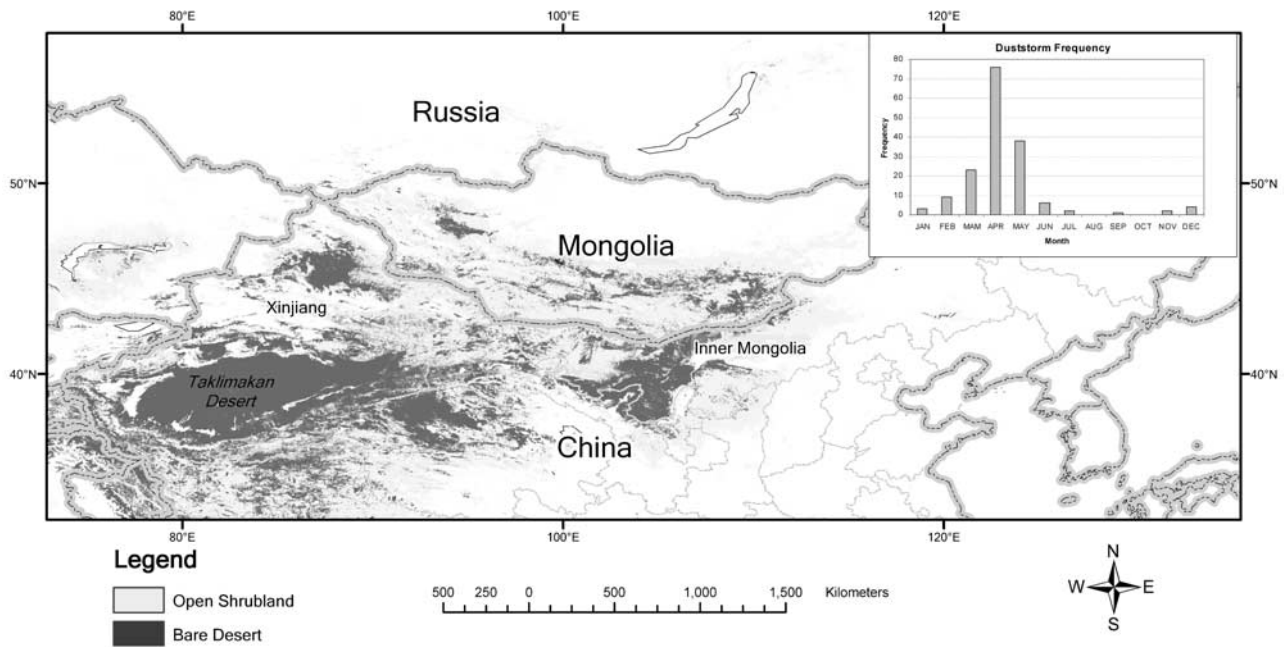 80°E 100°E 120°E
Duststorm Frequency
80
70
60
50
40
30
20
10
0
Frequency
JAN FEB MAM APR MAY JUN JUL AUG SEP OCT NOV DEC
Month
Russia
50°N 50°N
Mongolia
Xinjiang
Inner Mongolia
40°N 40°N
Taklimakan
Desert
China
80°E 100°E 120°E
Legend
Open Shrubland
Bare Desert
500 250 0 500 1,000 1,500 Kilometers
N
W E
S